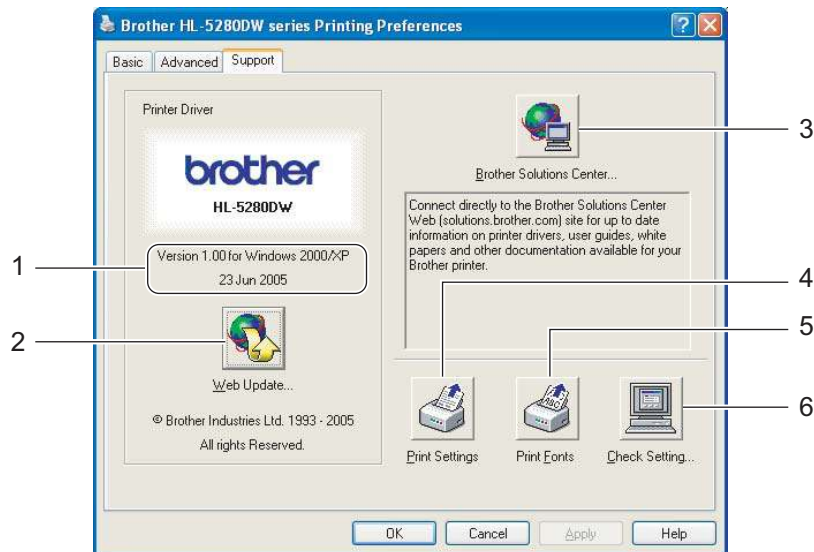 Brother HL-5280DW series Printing Preferences
Basic
Advanced
Support
Printer Driver
brother
HL-5280DW
1
Version 1.00 for Windows 2000/XP
23 Jun 2005
2
Web Update...
© Brother Industries Ltd. 1993 - 2005
All rights Reserved.
3
Brother Solutions Center...
Connect directly to the Brother Solutions Center
Web (solutions.brother.com) site for up to date
information on printer drivers, user guides, white
papers and other documentation available for your
Brother printer.
4
5
6
Print Settings
Print Fonts
Check Setting...
OK
Cancel
Apply
Help